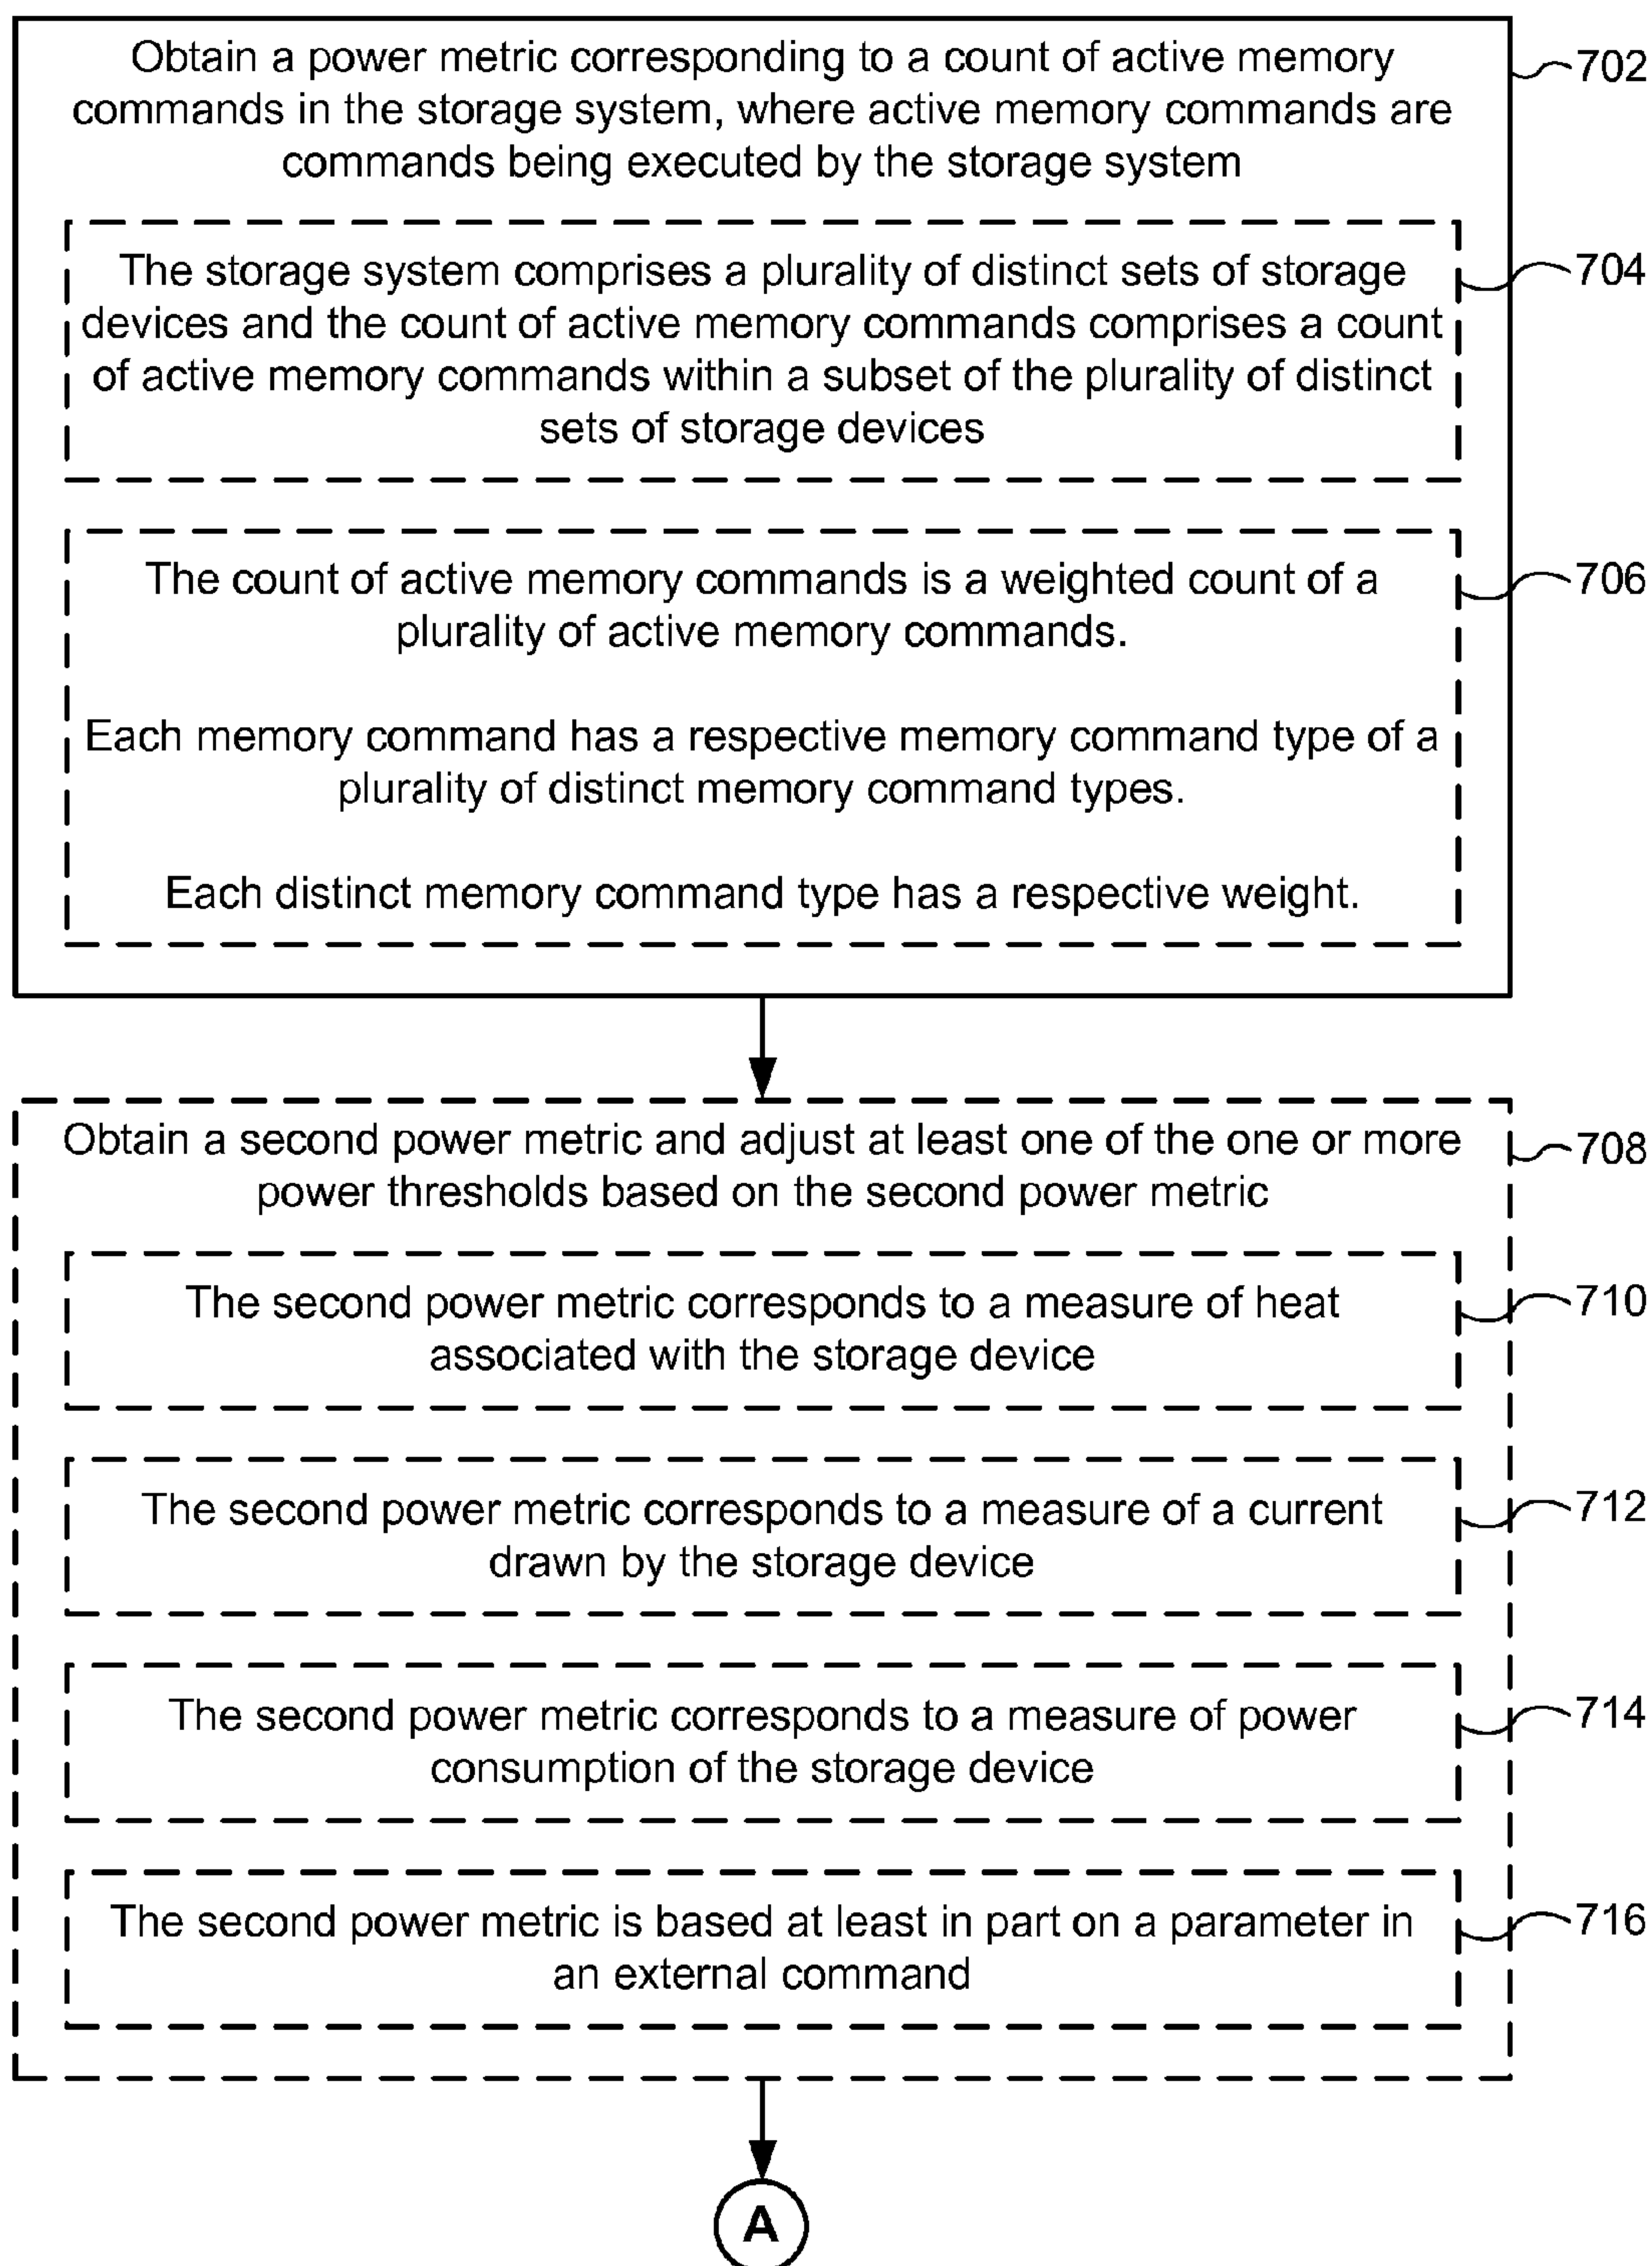 Obtain a power metric corresponding to a count of active memory
commands in the storage system, where active memory commands are
commands being executed by the storage system
702
The storage system comprises a plurality of distinct sets of storage
devices and the count of active memory commands comprises a count
of active memory commands within a subset of the plurality of distinct
sets of storage devices
704
The count of active memory commands is a weighted count of a
plurality of active memory commands.
Each memory command has a respective memory command type of a
plurality of distinct memory command types.
Each distinct memory command type has a respective weight.
706
Obtain a second power metric and adjust at least one of the one or more
power thresholds based on the second power metric
708
The second power metric corresponds to a measure of heat
associated with the storage device
710
The second power metric corresponds to a measure of a current
drawn by the storage device
712
The second power metric corresponds to a measure of power
consumption of the storage device
714
The second power metric is based at least in part on a parameter in
an external command
716
A